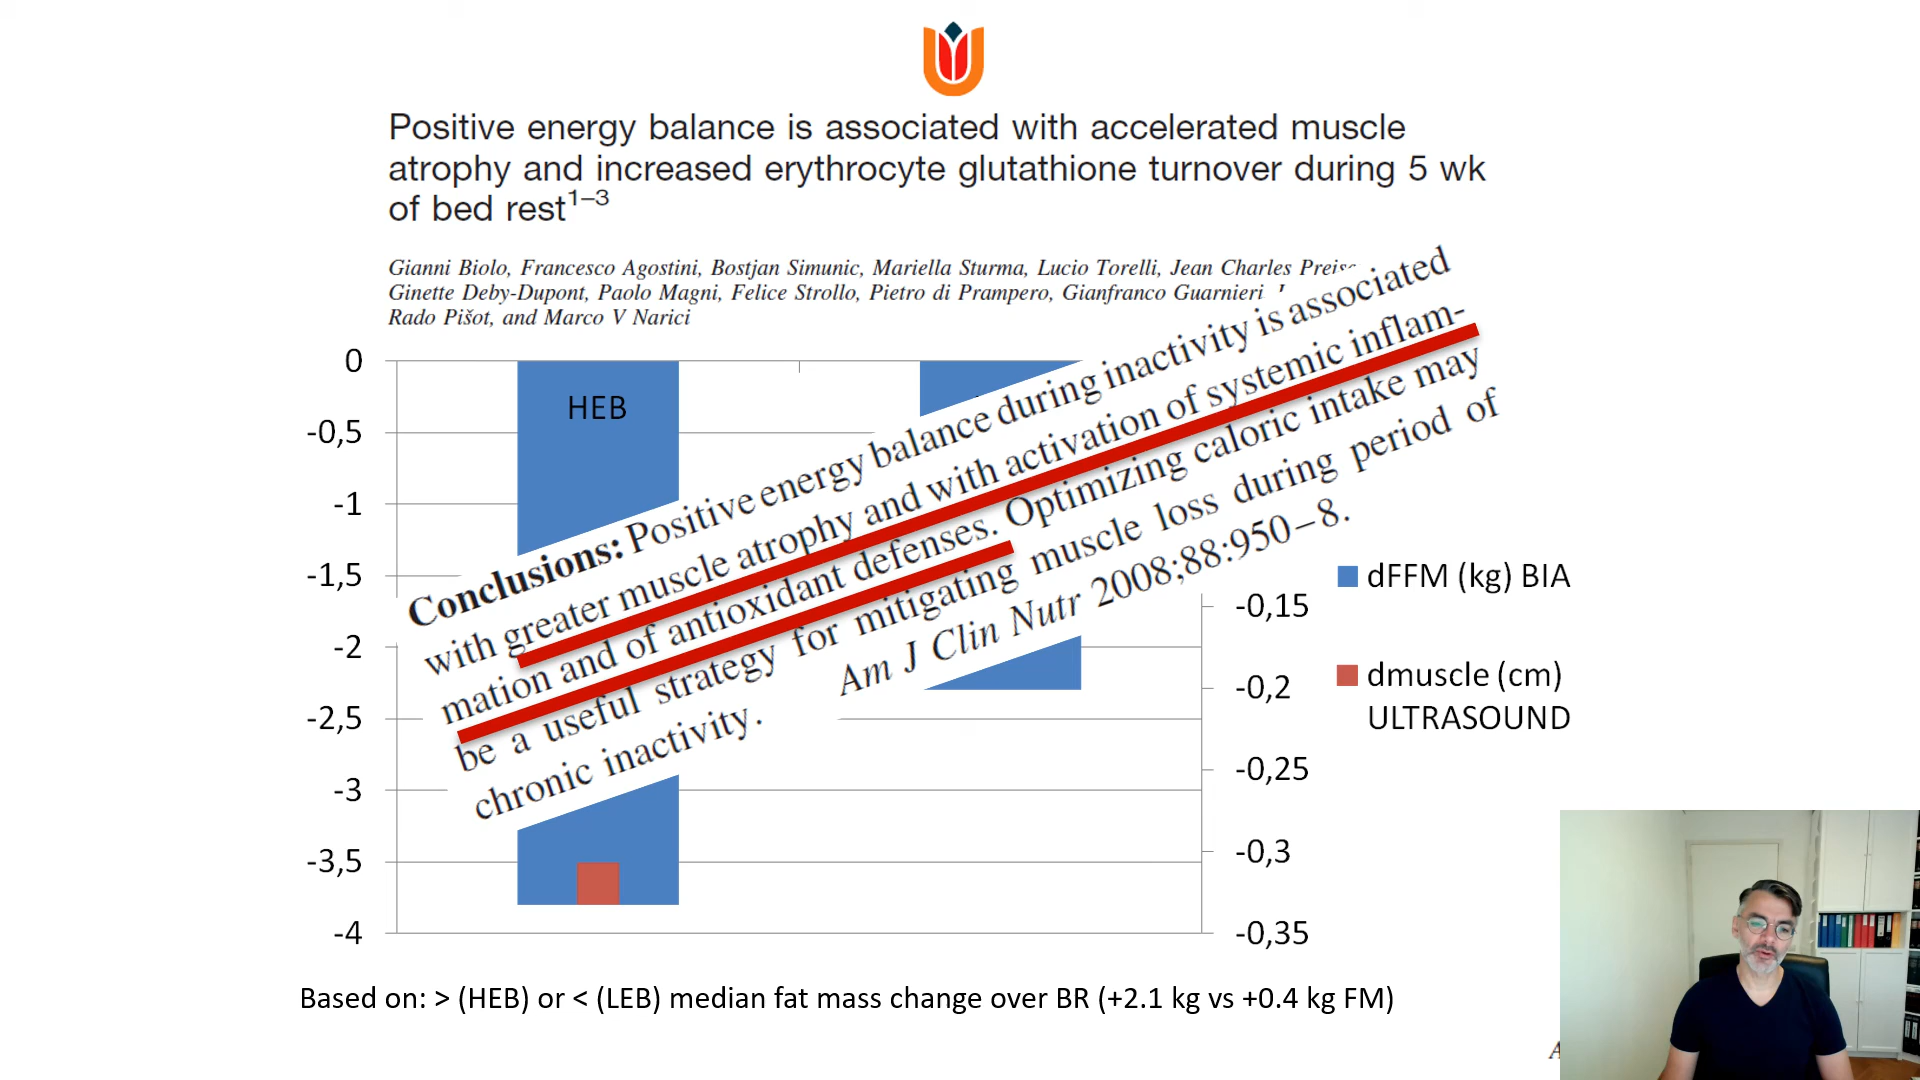 Positive energy balance is associated with accelerated muscle
atrophy and increased erythrocyte glutathione turnover during 5 wk
of bed rest1–3
Gianni Biolo, Francesco Agostini, Bostjan Simunic, Mariella Sturma, Lucio Torelli, Jean Charles
Ginette Deby-Dupont, Paolo Magni, Felice Strollo, Pietro di Prampero, Gianfranco Guarnieri
Rado Pišot, and Marco V Narici
0
-0,5
-1
-1,5
-2
-2,5
-3
-3,5
-4
HEB
Conclusions: Positive energy balance during inactivity is associated
with greater muscle atrophy and with activation of systemic inflam-
mation and of antioxidant defenses. Optimizing caloric intake may
be a useful strategy for mitigating muscle loss during period of
chronic inactivity. Am J Clin Nutr 2008;88:950–8.
-0,15
-0,2
-0,25
-0,3
-0,35
dFFM (kg) BIA
dmuscle (cm)
ULTRASOUND
Based on: > (HEB) or < (LEB) median fat mass change over BR (+2.1 kg vs +0.4 kg FM)